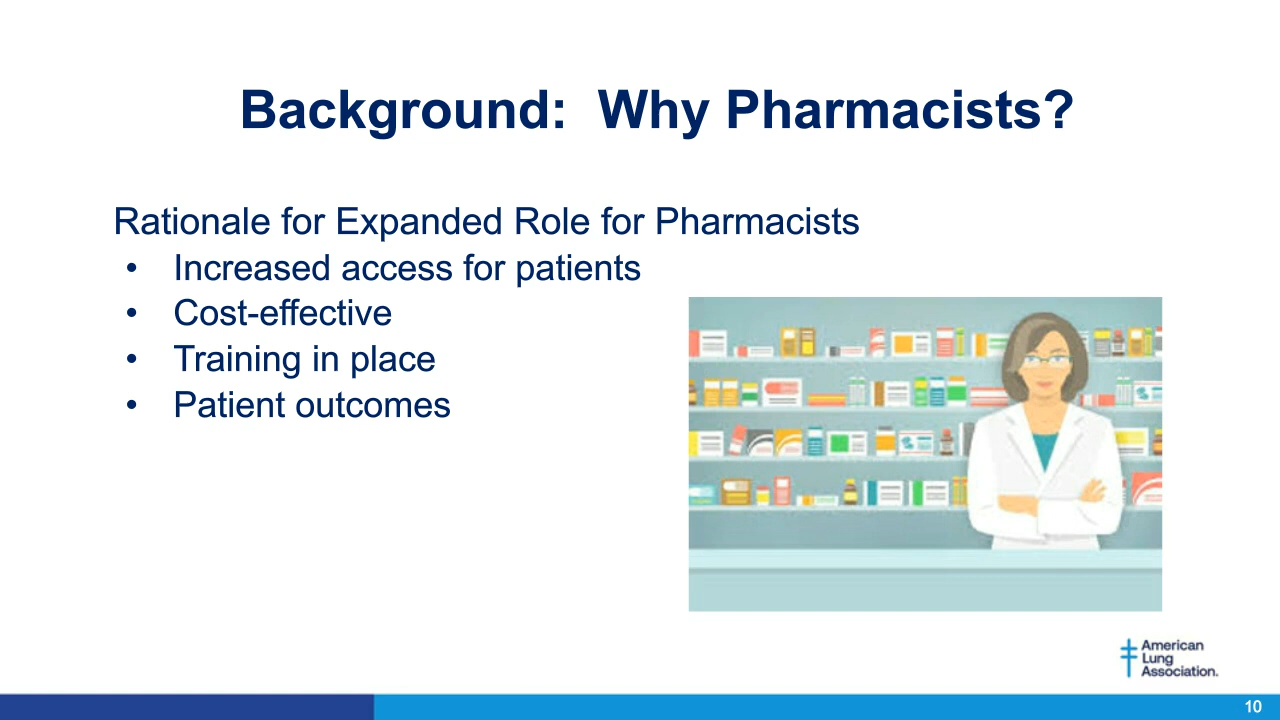 Background:  Why Pharmacists?
Rationale for Expanded Role for Pharmacists
• Increased access for patients
• Cost-effective
• Training in place
• Patient outcomes
American
Lung
Association.
10